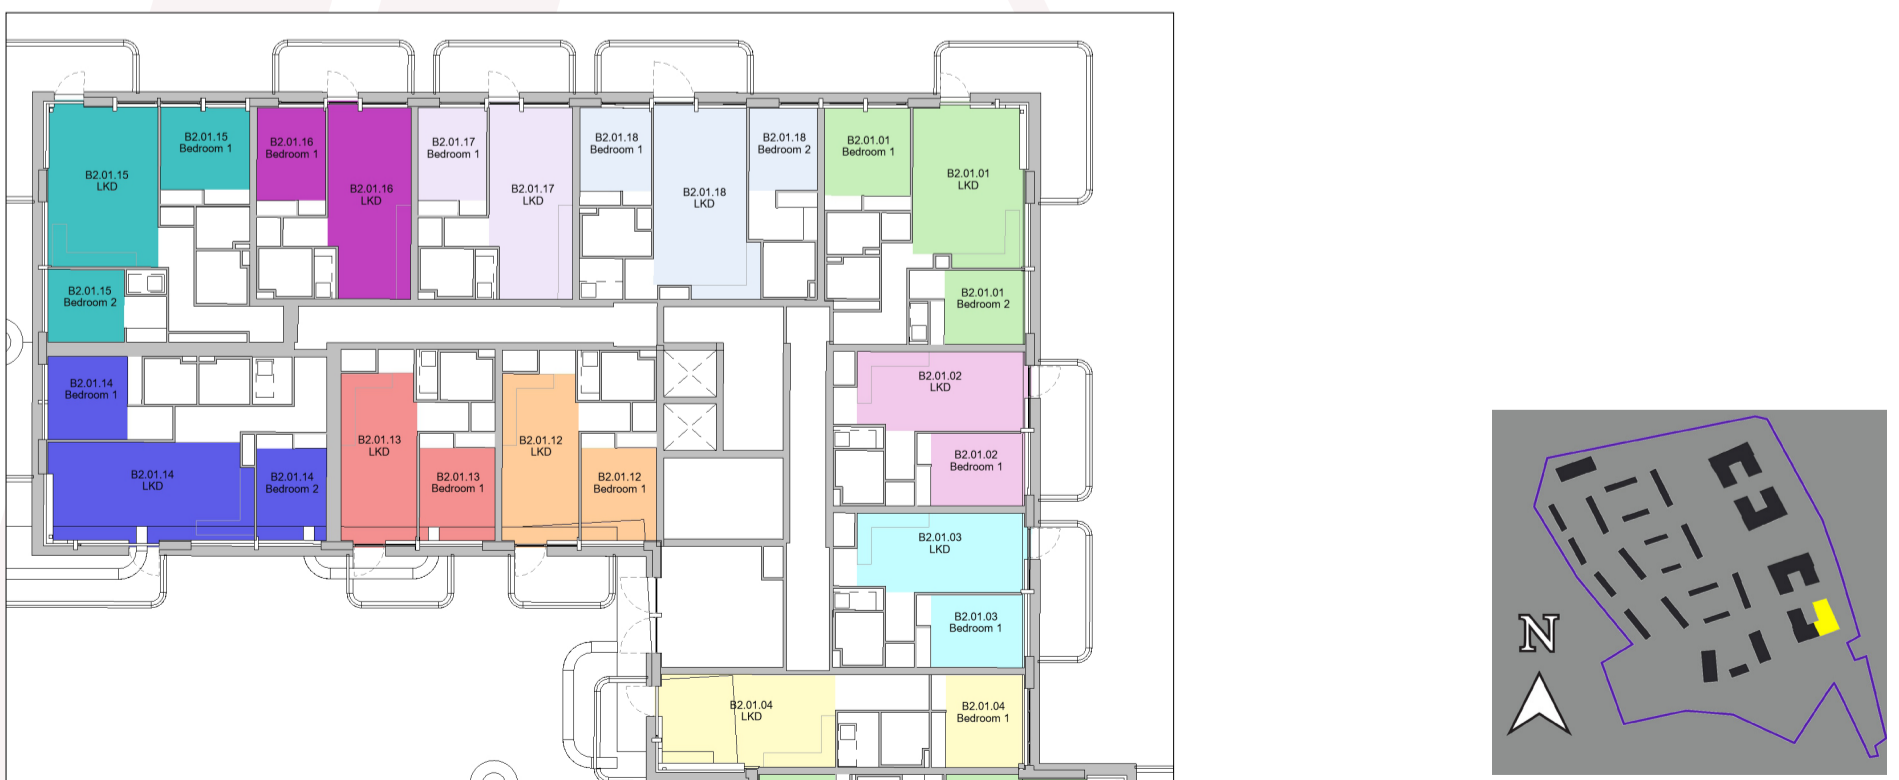 B2.01.15
LKD
B2.01.15
Bedroom 1
B2.01.16
Bedroom 1
B2.01.16
LKD
B2.01.17
Bedroom 1
B2.01.17
LKD
B2.01.18
Bedroom 1
B2.01.18
LKD
B2.01.18
Bedroom 2
B2.01.01
Bedroom 1
B2.01.01
LKD
B2.01.15
Bedroom 2
B2.01.01
Bedroom 2
B2.01.14
Bedroom 1
B2.01.02
LKD
B2.01.13
LKD
B2.01.12
LKD
B2.01.02
Bedroom 1
B2.01.14
LKD
B2.01.14
Bedroom 2
B2.01.13
Bedroom 1
B2.01.12
Bedroom 1
B2.01.03
LKD
B2.01.03
Bedroom 1
B2.01.04
LKD
B2.01.04
Bedroom 1
N